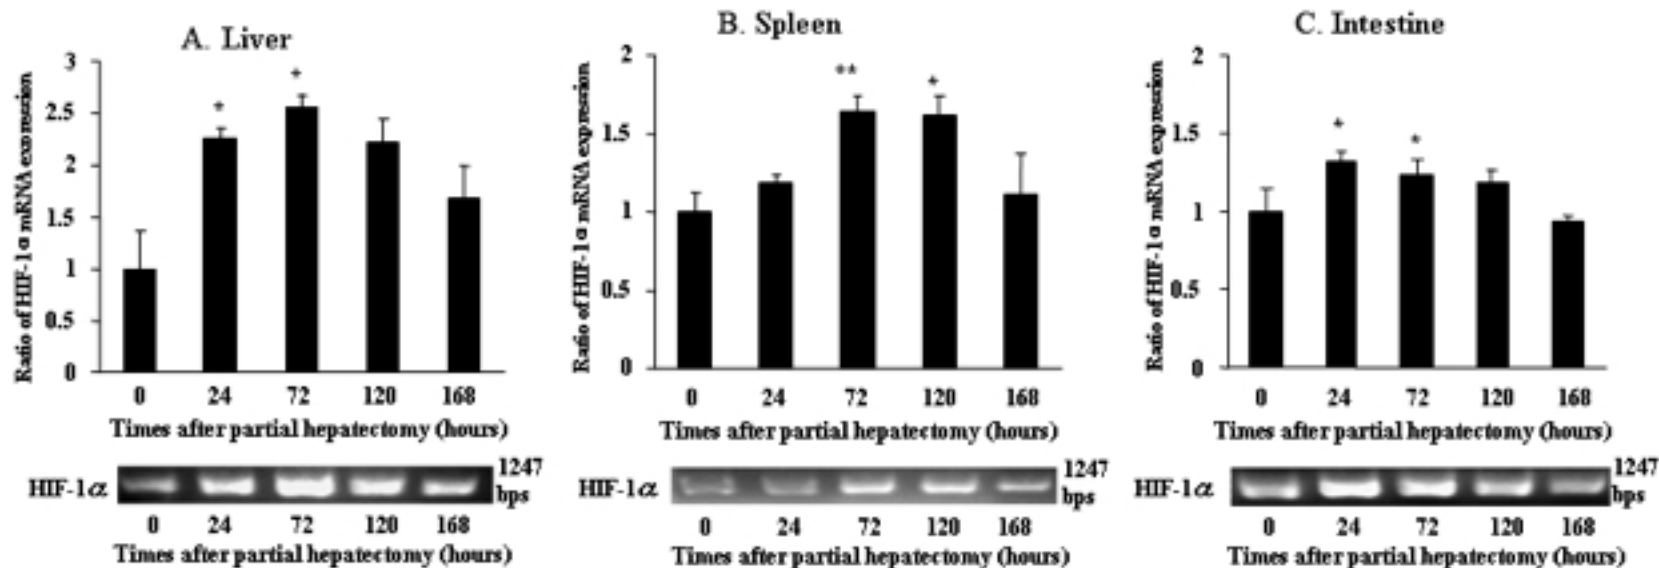 A. Liver
Ratio of HIF-1α mRNA expression
3
2.5
2
1.5
1
0.5
0
* *
0 24 72 120 168
Times after partial hepatectomy (hours)
HIF-1α
1247
bps
0 24 72 120 168
Times after partial hepatectomy (hours)
B. Spleen
Ratio of HIF-1α mRNA expression
2
1.5
1
0.5
0
** *
0 24 72 120 168
Times after partial hepatectomy (hours)
HIF-1α
1247
bps
0 24 72 120 168
Times after partial hepatectomy (hours)
C. Intestine
Ratio of HIF-1α mRNA expression
2
1.5
1
0.5
0
* *
0 24 72 120 168
Times after partial hepatectomy (hours)
HIF-1α
1247
bps
0 24 72 120 168
Times after partial hepatectomy (hours)